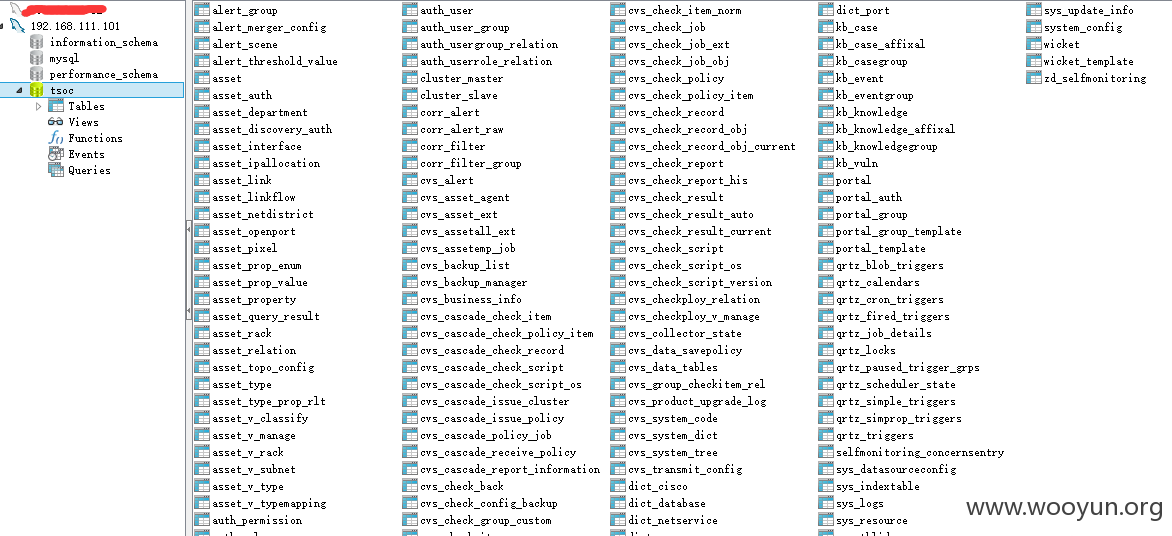 192.168.111.101
information_schema
mysql
performance_schema
tsoc
Tables
Views
Functions
Events
Queries
alert_group
alert_merger_config
alert_scene
alert_threshold_value
asset
asset_auth
asset_department
asset_discovery_auth
asset_interface
asset_ipallocation
asset_link
asset_linkflow
asset_netdistrict
asset_openport
asset_pixel
asset_prop_enum
asset_prop_value
asset_property
asset_query_result
asset_rack
asset_relation
asset_topo_config
asset_type
asset_type_prop_rlt
asset_v_classify
asset_v_manage
asset_v_rack
asset_v_subnet
asset_v_type
asset_v_typemapping
auth_permission
auth_user
auth_user_group
auth_usergroup_relation
auth_userrole_relation
cluster_master
cluster_slave
corr_alert
corr_alert_raw
corr_filter
corr_filter_group
cvs_alert
cvs_asset_agent
cvs_asset_ext
cvs_assetall_ext
cvs_assetemp_job
cvs_backup_list
cvs_backup_manager
cvs_business_info
cvs_cascade_check_item
cvs_cascade_check_policy_item
cvs_cascade_check_record
cvs_cascade_check_script
cvs_cascade_check_script_os
cvs_cascade_issue_cluster
cvs_cascade_issue_policy
cvs_cascade_policy_job
cvs_cascade_receive_policy
cvs_cascade_report_information
cvs_check_back
cvs_check_config_backup
cvs_check_group_custom
cvs_check_item_norm
cvs_check_job
cvs_check_job_ext
cvs_check_job_obj
cvs_check_policy
cvs_check_policy_item
cvs_check_record
cvs_check_record_obj
cvs_check_record_obj_current
cvs_check_report
cvs_check_report_his
cvs_check_result
cvs_check_result_auto
cvs_check_result_current
cvs_check_script
cvs_check_script_os
cvs_check_script_version
cvs_checkploy_relation
cvs_checkploy_v_manage
cvs_collector_state
cvs_data_savepolicy
cvs_data_tables
cvs_group_checkitem_rel
cvs_product_upgrade_log
cvs_system_code
cvs_system_dict
cvs_system_tree
cvs_transmit_config
dict_cisco
dict_database
dict_netservice
dict_port
kb_case
kb_case_affixal
kb_casegroup
kb_event
kb_eventgroup
kb_knowledge
kb_knowledge_affixal
kb_knowledgegroup
kb_vuln
portal
portal_auth
portal_group
portal_group_template
portal_template
qrtz_blob_triggers
qrtz_calendars
qrtz_cron_triggers
qrtz_fired_triggers
qrtz_job_details
qrtz_locks
qrtz_paused_trigger_grps
qrtz_scheduler_state
qrtz_simple_triggers
qrtz_simprop_triggers
qrtz_triggers
selfmonitoring_concernsentry
sys_datasourceconfig
sys_indextable
sys_logs
sys_resource
sys_update_info
system_config
wicket
wicket_template
zd_selfmonitoring
www.wooyun.org